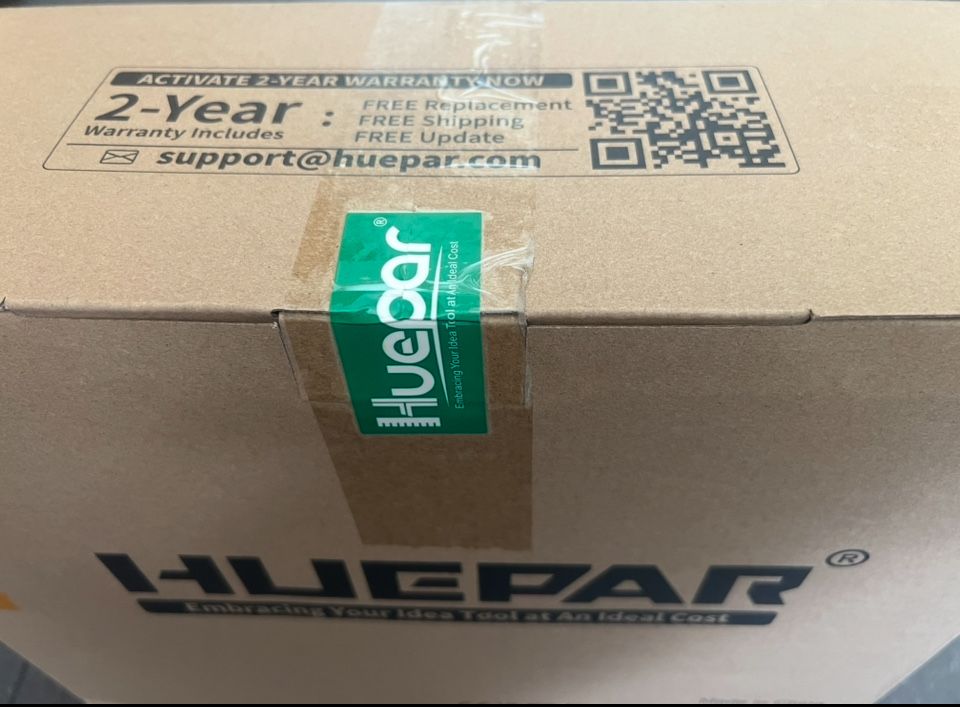 ACTIVATE 2-YEAR WARRANTY NOW
2-Year
Warranty Includes
:
FREE Replacement
FREE Shipping
FREE Update
support@huepar.com
Huepar®
Embracing Your Idea Tool at An Ideal Cost
HUEPAR®
Embracing Your Idea Tool at An Ideal Cost